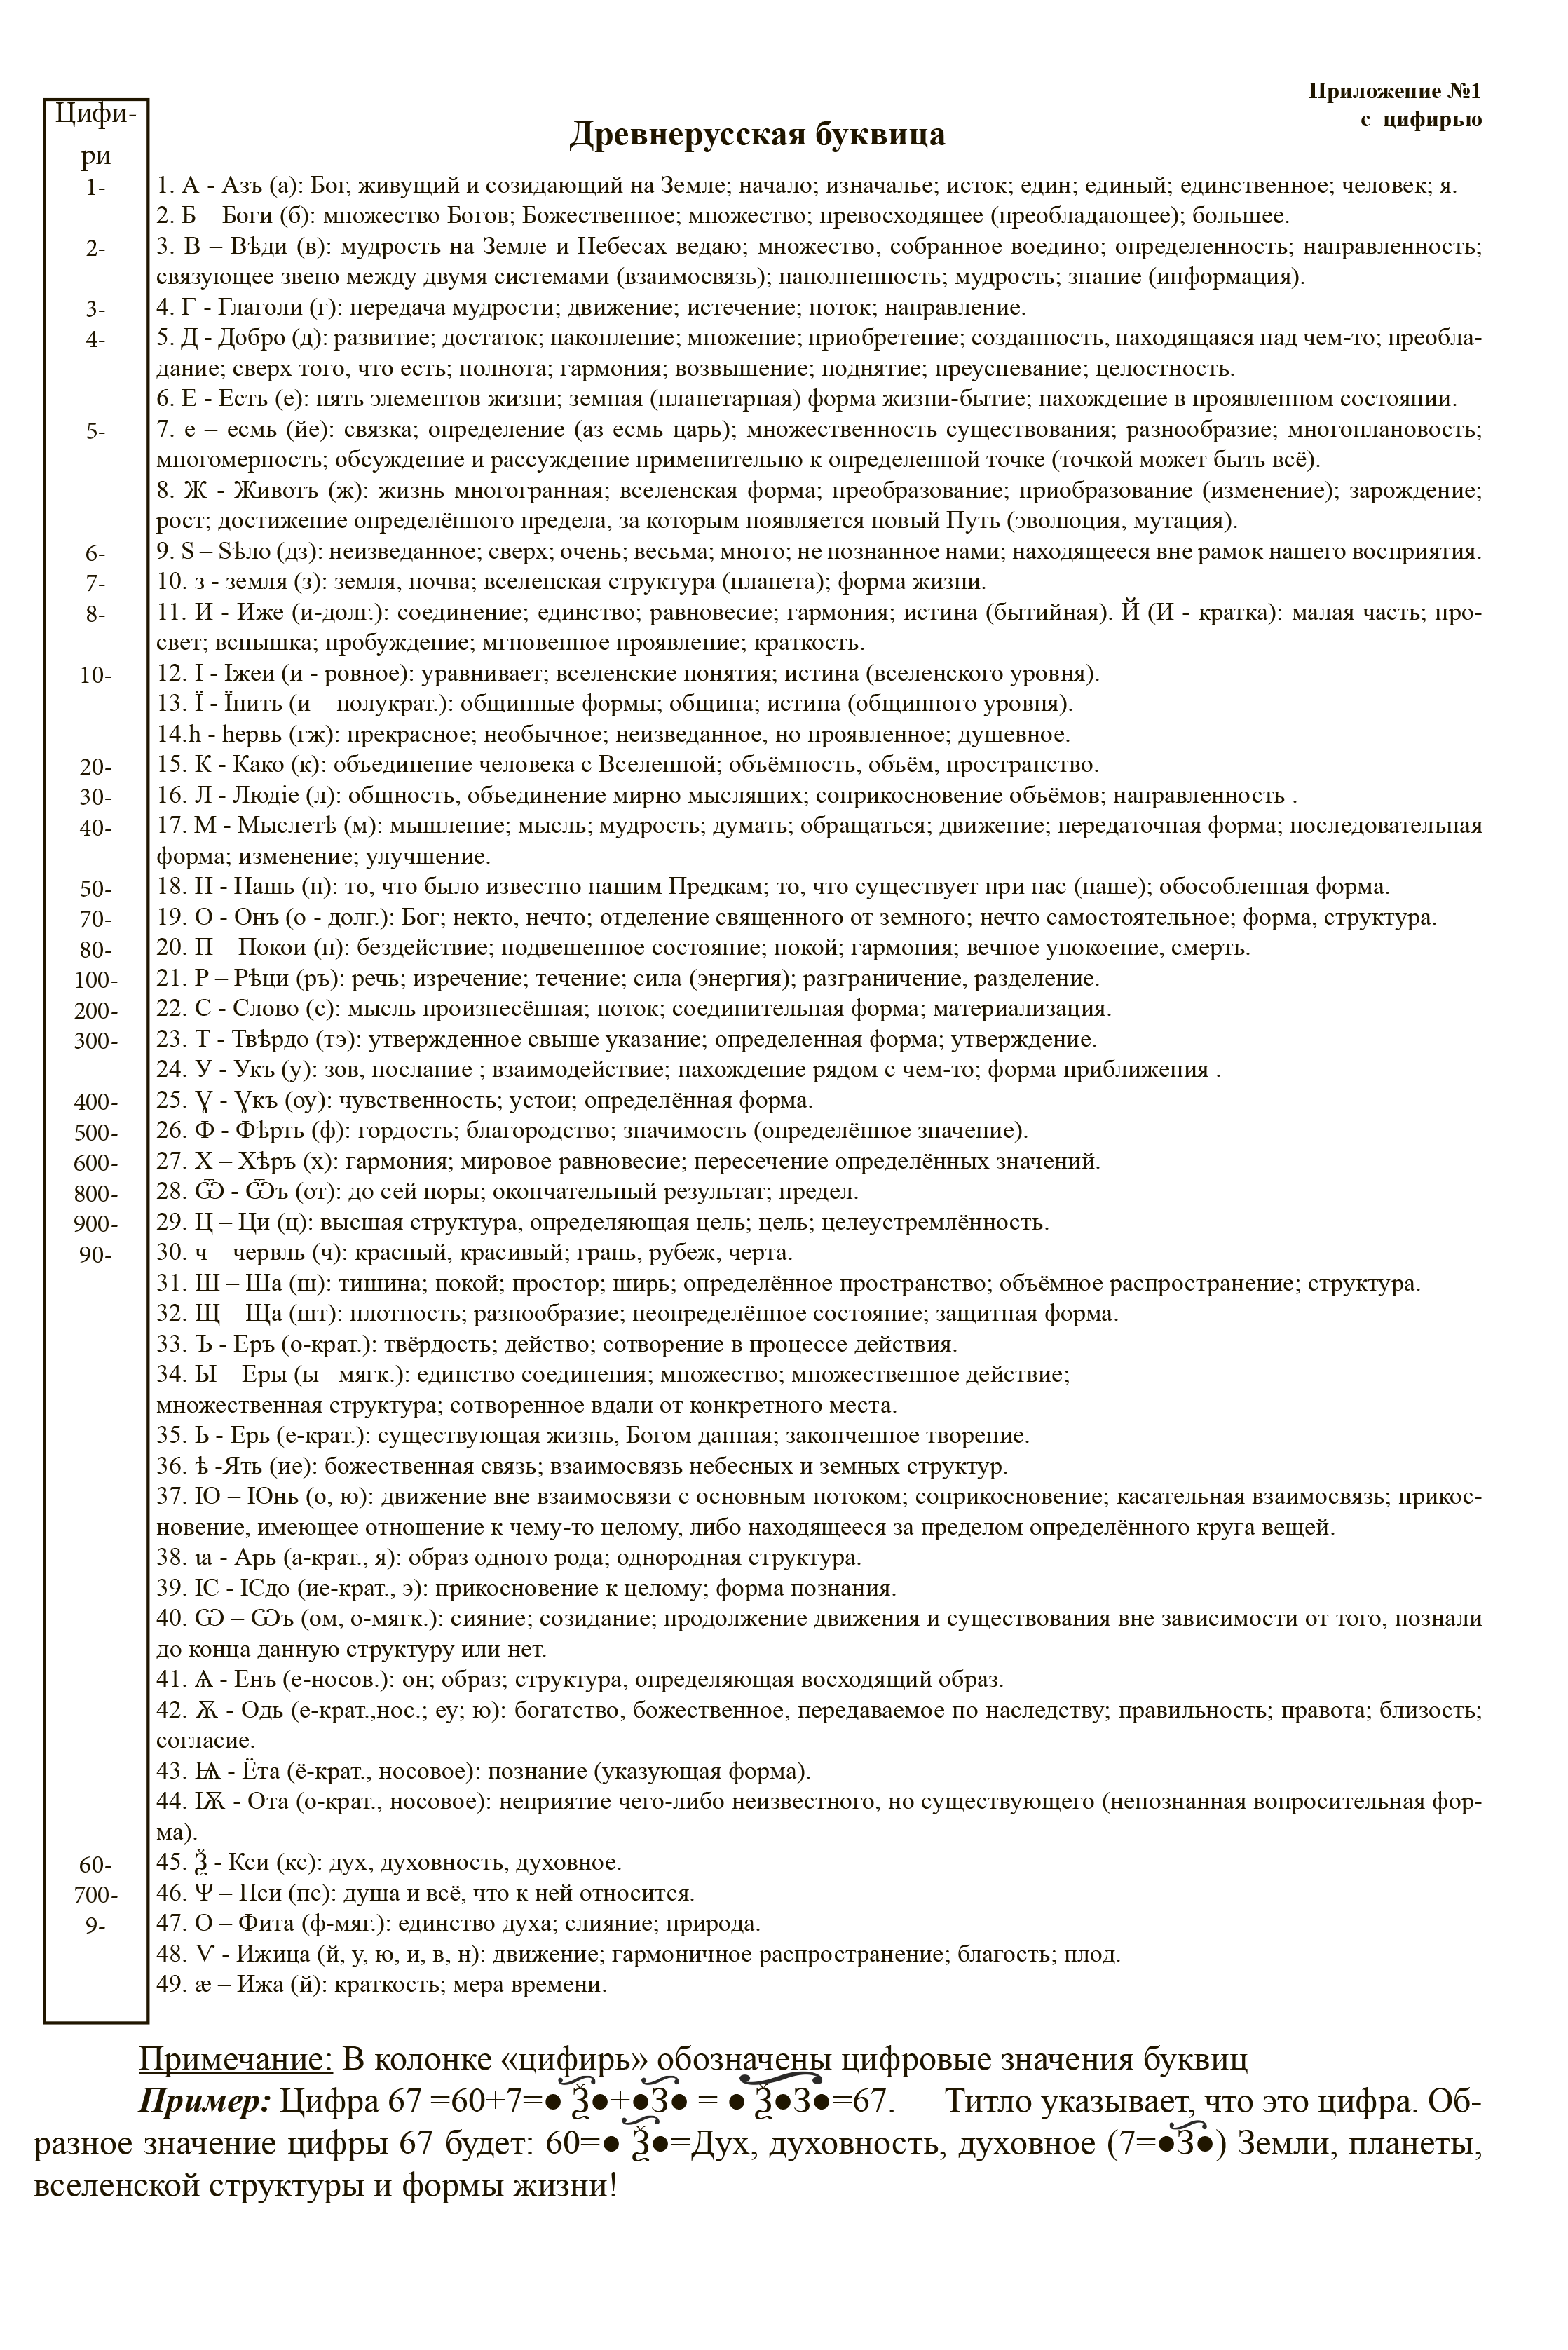 Приложение №1
с цифирью
Цифи-
ри
Древнерусская буквица
1- 1. А - Азъ (а): Бог, живущий и созидающий на Земле; начало; изначалье; исток; един; единый; единственное; человек; я.
2. Б – Боги (б): множество Богов; Божественное; множество; превосходящее (преобладающее); большее.
2- 3. В – Вѣди (в): мудрость на Земле и Небесах ведаю; множество, собранное воедино; определенность; направленность;
связующее звено между двумя системами (взаимосвязь); наполненность; мудрость; знание (информация).
3- 4. Г - Глаголи (г): передача мудрости; движение; истечение; поток; направление.
4- 5. Д - Добро (д): развитие; достаток; накопление; множение; приобретение; созданность, находящаяся над чем-то; преобла-
дание; сверх того, что есть; полнота; гармония; возвышение; поднятие; преуспевание; целостность.
6. Е - Есть (е): пять элементов жизни; земная (планетарная) форма жизни-бытие; нахождение в проявленном состоянии.
5- 7. е – есмь (йе): связка; определение (аз есмь царь); множественность существования; разнообразие; многоплановость;
многомерность; обсуждение и рассуждение применительно к определенной точке (точкой может быть всё).
8. Ж - Животъ (ж): жизнь многогранная; вселенская форма; преобразование; приобразование (изменение); зарождение;
рост; достижение определённого предела, за которым появляется новый Путь (эволюция, мутация).
6- 9. Ѕ – Ѕѣло (дз): неизведанное; сверх; очень; весьма; много; не познанное нами; находящееся вне рамок нашего восприятия.
7- 10. з - земля (з): земля, почва; вселенская структура (планета); форма жизни.
8- 11. И - Иже (и-долг.): соединение; единство; равновесие; гармония; истина (бытийная). Й (И - кратка): малая часть; про-
свет; вспышка; пробуждение; мгновенное проявление; краткость.
10- 12. І - Іжеи (и - ровное): уравнивает; вселенские понятия; истина (вселенского уровня).
13. Ї - Їнить (и – полукрат.): общинные формы; община; истина (общинного уровня).
14.ћ - ћервь (гж): прекрасное; необычное; неизведанное, но проявленное; душевное.
20- 15. К - Како (к): объединение человека с Вселенной; объёмность, объём, пространство.
30- 16. Л - Людіе (л): общность, объединение мирно мыслящих; соприкосновение объёмов; направленность .
40- 17. М - Мыслетѣ (м): мышление; мысль; мудрость; думать; обращаться; движение; передаточная форма; последовательная
форма; изменение; улучшение.
50- 18. Н - Нашь (н): то, что было известно нашим Предкам; то, что существует при нас (наше); обособленная форма.
70- 19. О - Онъ (о - долг.): Бог; некто, нечто; отделение священного от земного; нечто самостоятельное; форма, структура.
80- 20. П – Покои (п): бездействие; подвешенное состояние; покой; гармония; вечное упокоение, смерть.
100- 21. Р – Рѣци (ръ): речь; изречение; течение; сила (энергия); разграничение, разделение.
200- 22. С - Слово (с): мысль произнесённая; поток; соединительная форма; материализация.
300- 23. Т - Твѣрдо (тэ): утвержденное свыше указание; определенная форма; утверждение.
24. У - Укъ (у): зов, послание ; взаимодействие; нахождение рядом с чем-то; форма приближения .
400- 25. Ɣ - Ɣкъ (оу): чувственность; устои; определённая форма.
500- 26. Ф - Фѣрть (ф): гордость; благородство; значимость (определённое значение).
600- 27. Х – Хѣръ (х): гармония; мировое равновесие; пересечение определённых значений.
800- 28. Ѿ - Ѿъ (от): до сей поры; окончательный результат; предел.
900- 29. Ц – Ци (ц): высшая структура, определяющая цель; цель; целеустремлённость.
90- 30. ч – червль (ч): красный, красивый; грань, рубеж, черта.
31. Ш – Ша (ш): тишина; покой; простор; ширь; определённое пространство; объёмное распространение; структура.
32. Щ – Ща (шт): плотность; разнообразие; неопределённое состояние; защитная форма.
33. Ъ - Еръ (о-крат.): твёрдость; действо; сотворение в процессе действия.
34. Ы – Еры (ы –мягк.): единство соединения; множество; множественное действие;
множественная структура; сотворенное вдали от конкретного места.
35. Ь - Ерь (е-крат.): существующая жизнь, Богом данная; законченное творение.
36. ѣ -Ять (ие): божественная связь; взаимосвязь небесных и земных структур.
37. Ю – Юнь (о, ю): движение вне взаимосвязи с основным потоком; соприкосновение; касательная взаимосвязь; прикос-
новение, имеющее отношение к чему-то целому, либо находящееся за пределом определённого круга вещей.
38. ꙗ - Арь (а-крат., я): образ одного рода; однородная структура.
39. Ѥ - Ѥдо (ие-крат., э): прикосновение к целому; форма познания.
40. Ѡ – Ѡъ (ом, о-мягк.): сияние; созидание; продолжение движения и существования вне зависимости от того, познали
до конца данную структуру или нет.
41. Ѧ - Енъ (е-носов.): он; образ; структура, определяющая восходящий образ.
42. Ѫ - Одь (е-крат.,нос.; еу; ю): богатство, божественное, передаваемое по наследству; правильность; правота; близость;
согласие.
43. Ѩ - Ёта (ё-крат., носовое): познание (указующая форма).
44. Ѭ - Ота (о-крат., носовое): неприятие чего-либо неизвестного, но существующего (непознанная вопросительная фор-
ма).
60- 45. Ѯ - Кси (кс): дух, духовность, духовное.
700- 46. Ѱ – Пси (пс): душа и всё, что к ней относится.
9- 47. Ѳ – Фита (ф-мяг.): единство духа; слияние; природа.
48. Ѵ - Ижица (й, у, ю, и, в, н): движение; гармоничное распространение; благость; плод.
49. æ – Ижа (й): краткость; мера времени.
Примечание: В колонке «цифирь» обозначены цифровые значения буквиц
Пример: Цифра 67 =60+7=● Ѯ҃●+●З҃● = ● Ѯ҃●З●=67. Титло указывает, что это цифра. Об-
разное значение цифры 67 будет: 60=● Ѯ҃●=Дух, духовность, духовное (7=●З҃●) Земли, планеты,
вселенской структуры и формы жизни!